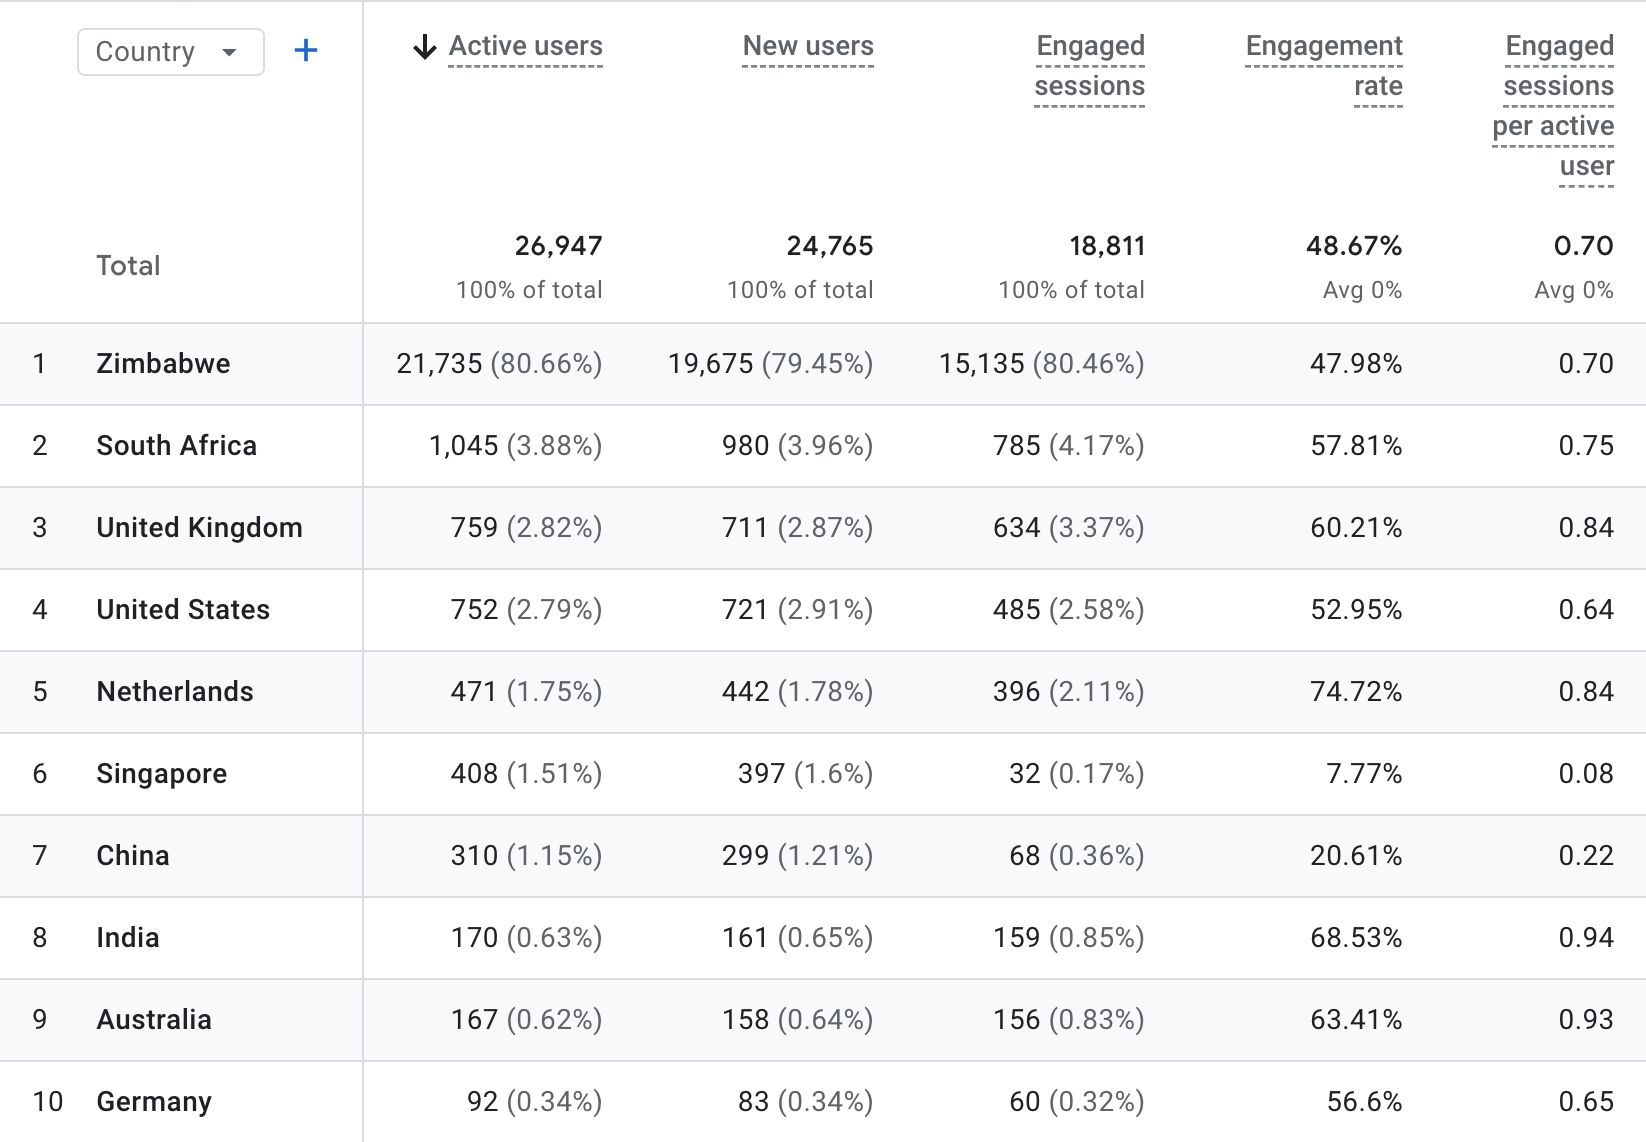 Country
Active users
New users
Engaged sessions
Engagement rate
Engaged sessions per active user
Total
26,947 24,765 18,811 48.67% 0.70
100% of total 100% of total 100% of total Avg 0% Avg 0%
1 Zimbabwe 21,735 (80.66%) 19,675 (79.45%) 15,135 (80.46%) 47.98% 0.70
2 South Africa 1,045 (3.88%) 980 (3.96%) 785 (4.17%) 57.81% 0.75
3 United Kingdom 759 (2.82%) 711 (2.87%) 634 (3.37%) 60.21% 0.84
4 United States 752 (2.79%) 721 (2.91%) 485 (2.58%) 52.95% 0.64
5 Netherlands 471 (1.75%) 442 (1.78%) 396 (2.11%) 74.72% 0.84
6 Singapore 408 (1.51%) 397 (1.6%) 32 (0.17%) 7.77% 0.08
7 China 310 (1.15%) 299 (1.21%) 68 (0.36%) 20.61% 0.22
8 India 170 (0.63%) 161 (0.65%) 159 (0.85%) 68.53% 0.94
9 Australia 167 (0.62%) 158 (0.64%) 156 (0.83%) 63.41% 0.93
10 Germany 92 (0.34%) 83 (0.34%) 60 (0.32%) 56.6% 0.65